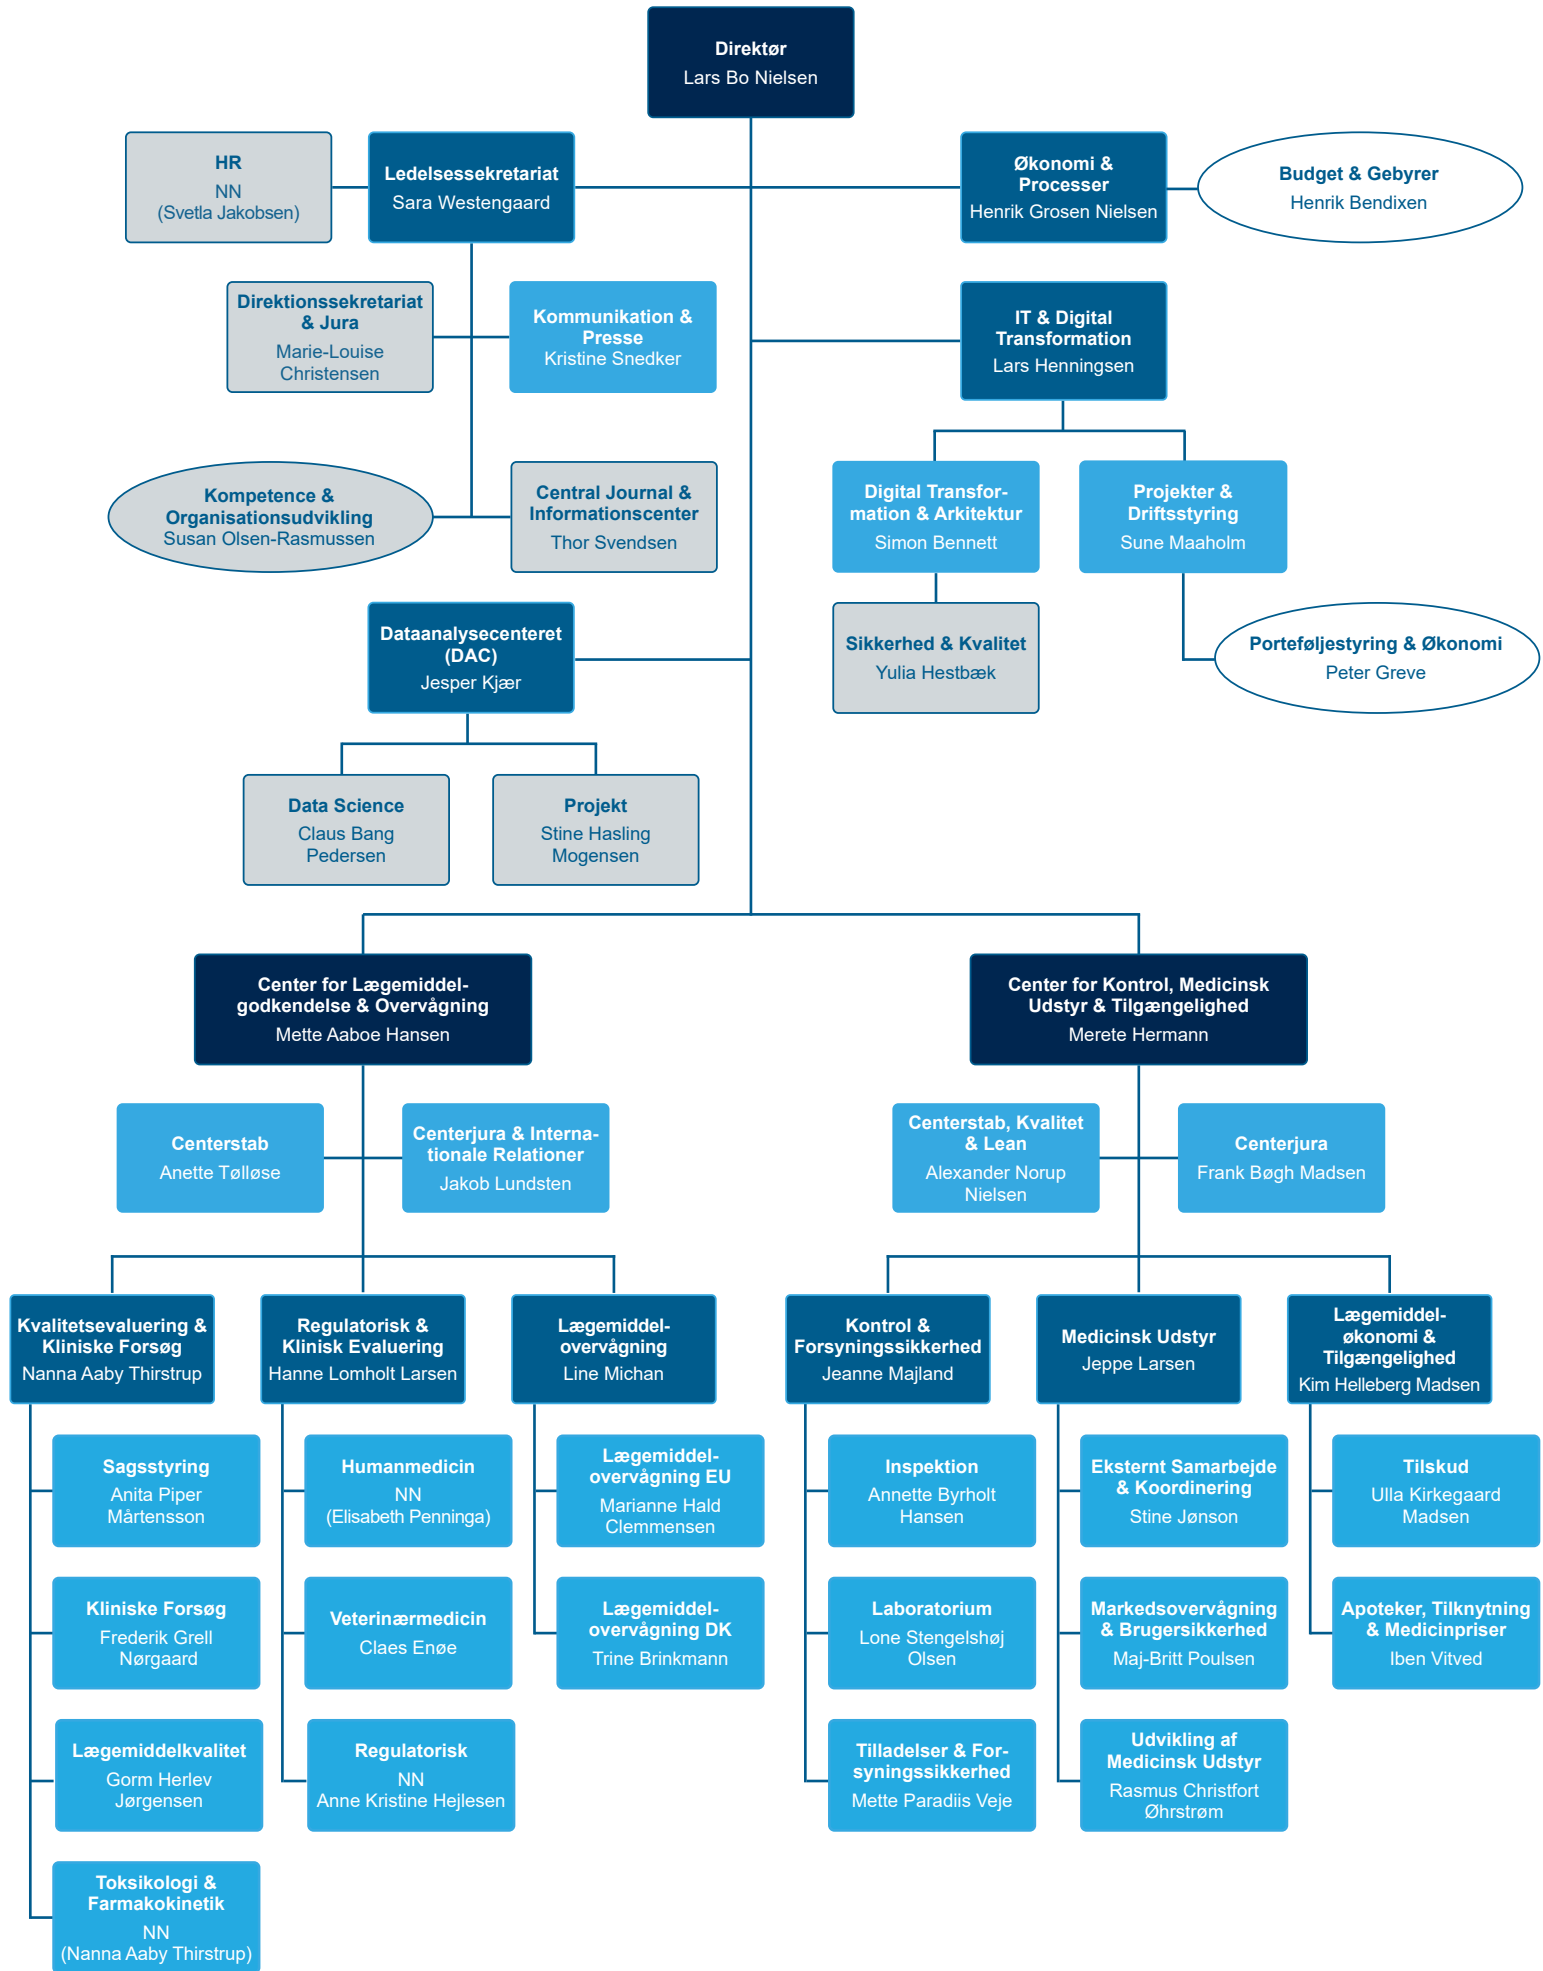 Direktør
Lars Bo Nielsen
HR
NN
(Svetla Jakobsen)
Ledelsessekretariat
Sara Westengaard
Økonomi &
Processer
Henrik Grosen Nielsen
Budget & Gebyrer
Henrik Bendixen
Direktionssekretariat
& Jura
Marie-Louise
Christensen
Kommunikation &
Presse
Kristine Snedker
IT & Digital
Transformation
Lars Henningsen
Kompetence &
Organisationsudvikling
Susan Olsen-Rasmussen
Central Journal &
Informationscenter
Thor Svendsen
Digital Transfor-
mation & Arkitektur
Simon Bennett
Projekter &
Driftsstyring
Sune Maaholm
Dataanalysecenteret
(DAC)
Jesper Kjær
Sikkerhed & Kvalitet
Yulia Hestbæk
Porteføljestyring & Økonomi
Peter Greve
Data Science
Claus Bang
Pedersen
Projekt
Stine Hasling
Mogensen
Center for Lægemiddel-
godkendelse & Overvågning
Mette Aaboe Hansen
Center for Kontrol, Medicinsk
Udstyr & Tilgængelighed
Merete Hermann
Centerstab
Anette Tølløse
Centerjura & Interna-
tionale Relationer
Jakob Lundsten
Centerstab, Kvalitet
& Lean
Alexander Norup
Nielsen
Centerjura
Frank Bøgh Madsen
Kvalitetsevaluering &
Kliniske Forsøg
Nanna Aaby Thirstrup
Regulatorisk &
Klinisk Evaluering
Hanne Lomholt Larsen
Lægemiddel-
overvågning
Line Michan
Kontrol &
Forsyningssikkerhed
Jeanne Majland
Medicinsk Udstyr
Jeppe Larsen
Lægemiddel-
økonomi &
Tilgængelighed
Kim Helleberg Madsen
Sagsstyring
Anita Piper
Mårtensson
Humanmedicin
NN
(Elisabeth Penninga)
Lægemiddel-
overvågning EU
Marianne Hald
Clemmensen
Inspektion
Annette Byrholt
Hansen
Eksternt Samarbejde
& Koordinering
Stine Jønson
Tilskud
Ulla Kirkegaard
Madsen
Kliniske Forsøg
Frederik Grell
Nørgaard
Veterinærmedicin
Claes Enøe
Lægemiddel-
overvågning DK
Trine Brinkmann
Laboratorium
Lone Stengelshøj
Olsen
Markedsovervågning
& Brugersikkerhed
Maj-Britt Poulsen
Apoteker, Tilknytning
& Medicinpriser
Iben Vitved
Lægemiddelkvalitet
Gorm Herlev
Jørgensen
Regulatorisk
NN
Anne Kristine Hejlesen
Tilladelser & For-
syningssikkerhed
Mette Paradiis Veje
Udvikling af
Medicinsk Udstyr
Rasmus Christfort
Øhrstrøm
Toksikologi &
Farmakokinetik
NN
(Nanna Aaby Thirstrup)